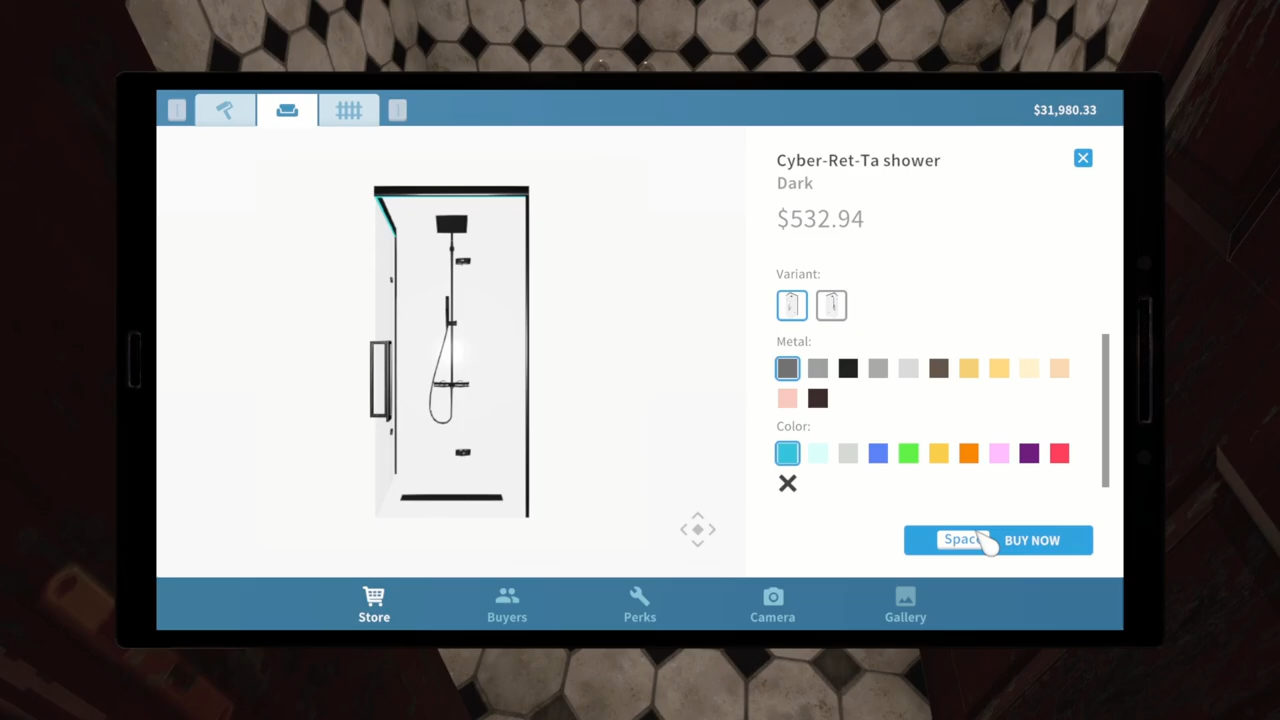 $31,980.33
Cyber-Ret-Ta shower
Dark
$532.94
Variant:
Metal:
Color:
Space BUY NOW
Store Buyers Perks Camera Gallery